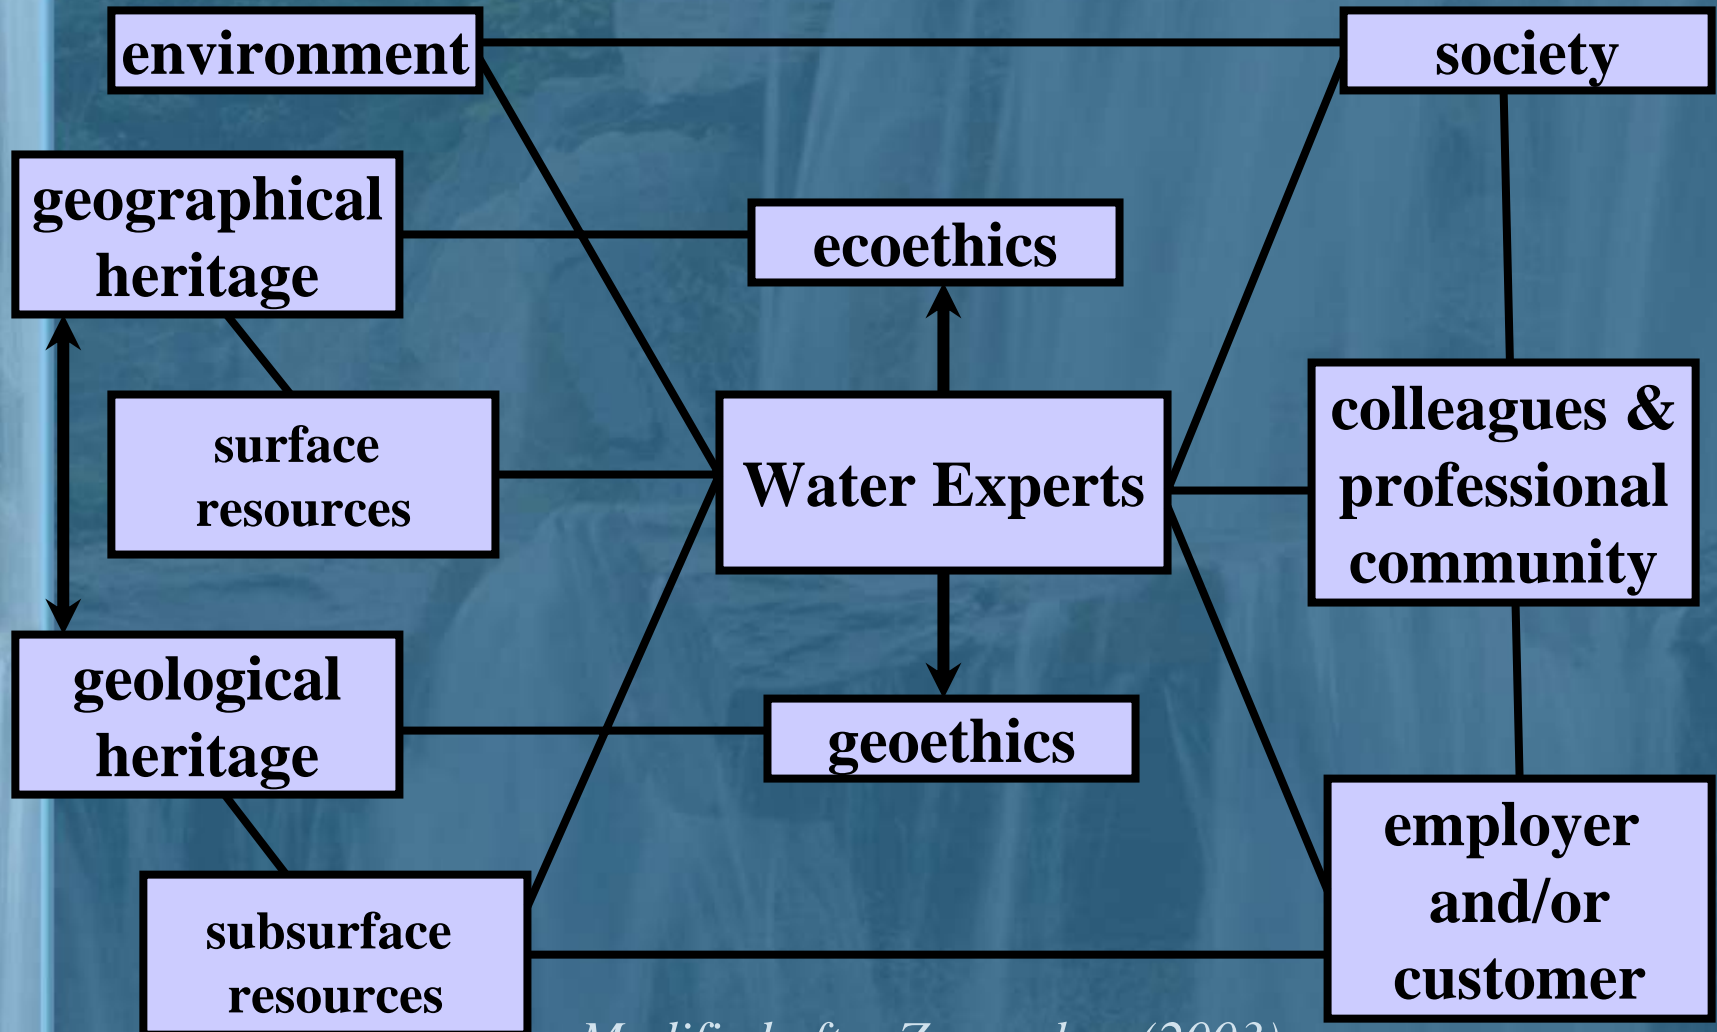 environment
society
geographical
heritage
ecoethics
surface
resources
Water Experts
colleagues &
professional
community
geological
heritage
geoethics
employer
and/or
customer
subsurface
resources
(2003)